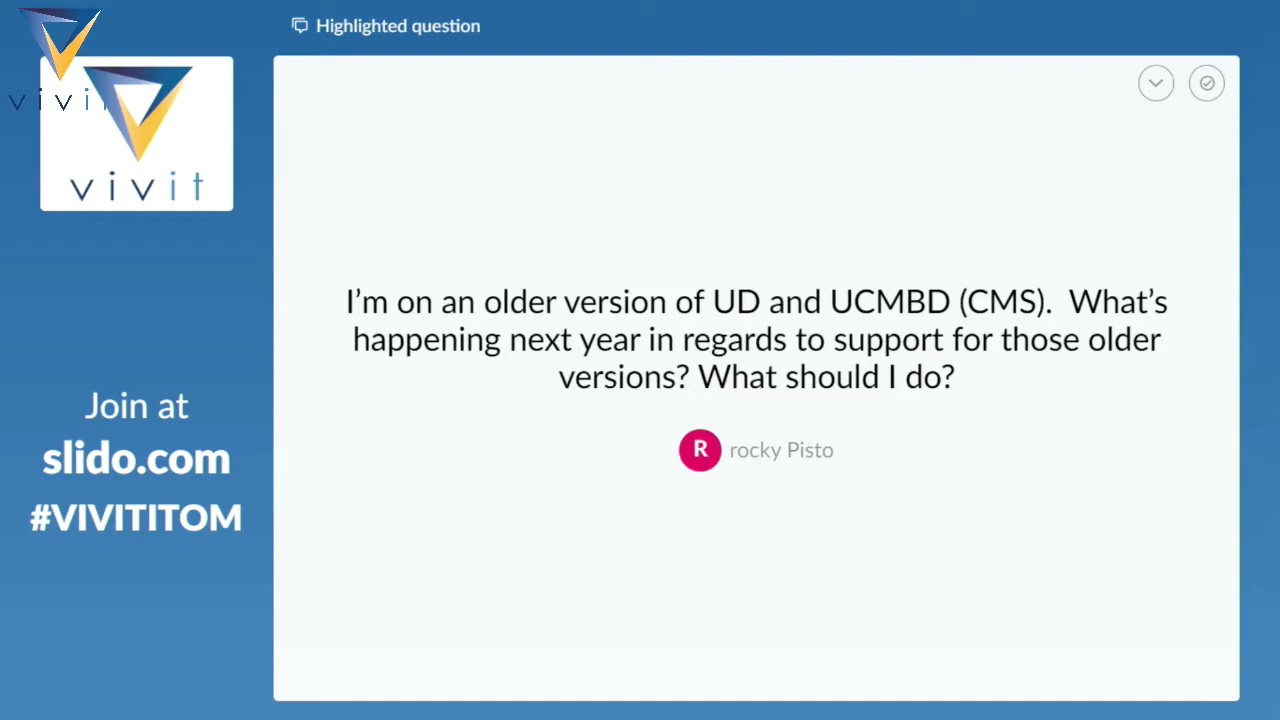 Highlighted question
vivi
vivit
I'm on an older version of UD and UCMBD (CMS). What's
happening next year in regards to support for those older
versions? What should I do?
R rocky Pisto
Join at
slido.com
#VIVITITOM